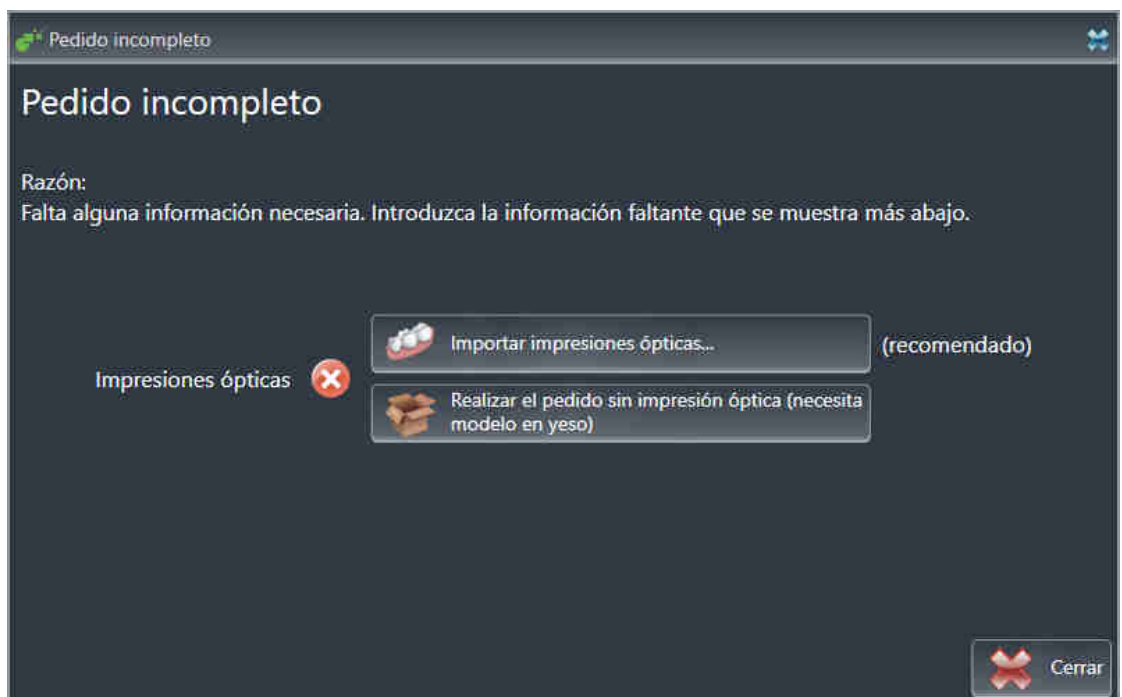 Pedido incompleto
Pedido incompleto
Razón:
Falta alguna información necesaria. Introduzca la información faltante que se muestra más abajo.
Impresiones ópticas
Importar impresiones ópticas...
(recomendado)
Realizar el pedido sin impresión óptica (necesita
modelo en yeso)
Cerrar